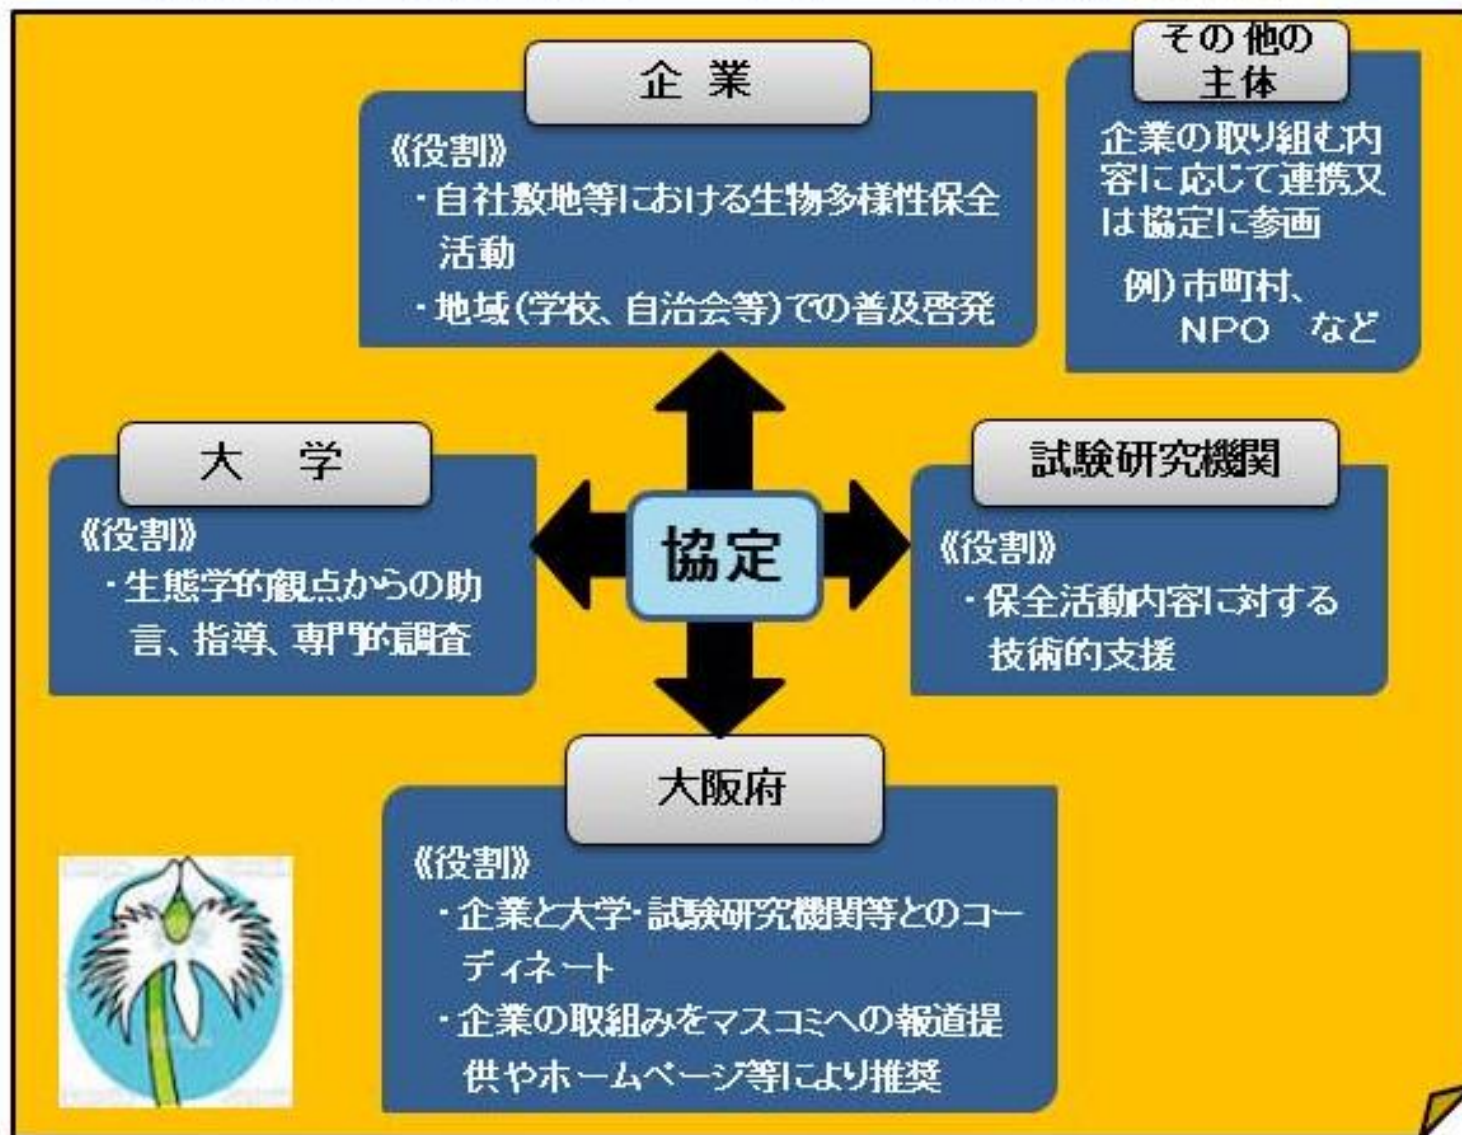 企業
《役割》
・自社敷地等における生物多様性保全
活動
・地域(学校、自治会等)での普及啓発
その他の
主体
企業の取り組む内
容に応じて連携又
は協定に参画
例)市町村、
NPO など
大 学
《役割》
・生態学的観点からの助
言、指導、専門的調査
協定
試験研究機関
《役割》
・保全活動内容に対する
技術的支援
大阪府
《役割》
・企業と大学・試験研究機関等とのコー
ディネート
・企業の取組みをマスコミへの報道提
供やホームページ等により推奨